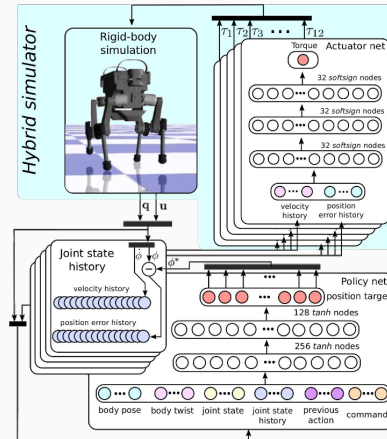 Hybrid simulator
Rigid-body
simulation
τ1 τ2 τ3 ... τ12
Torque
Actuator net
32 softsign nodes
32 softsign nodes
32 softsign nodes
velocity
history
position
error history
q u
Joint state
history
ϕ̇ ϕ
ϕ*
velocity history
position error history
Policy net
position target
128 tanh nodes
256 tanh nodes
body pose
body twist
joint state
joint state
history
previous
action
command